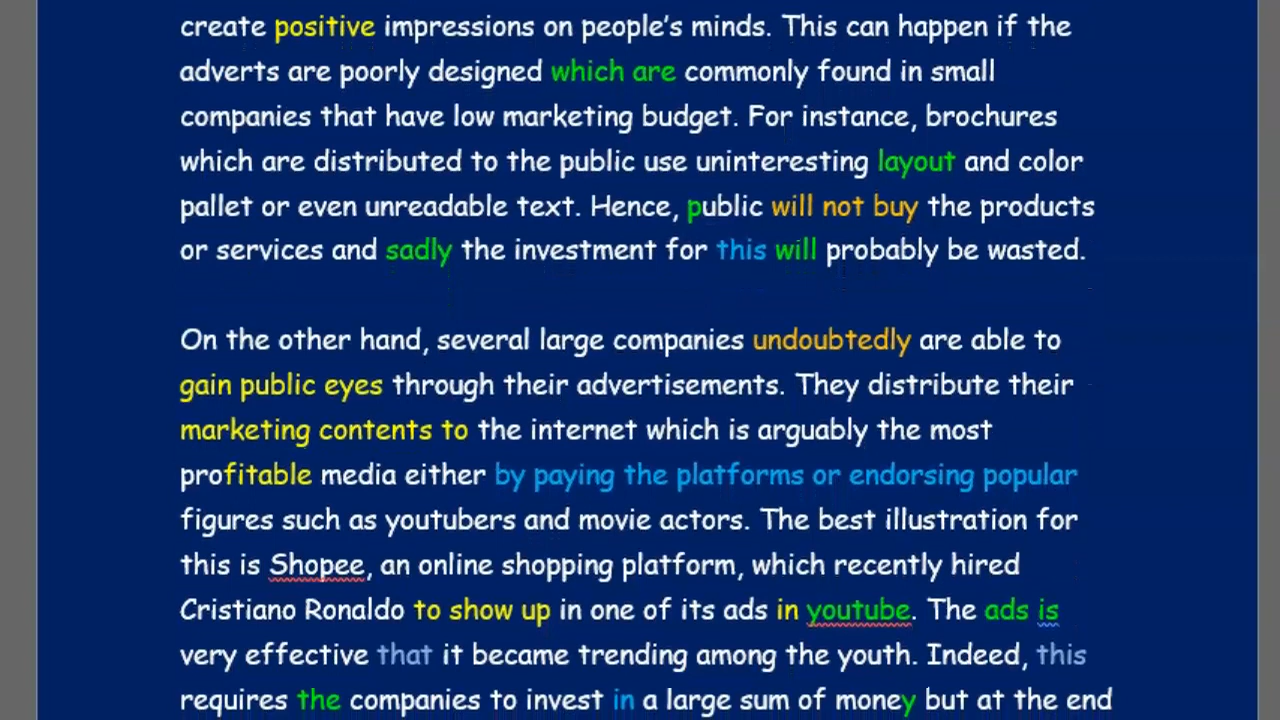 create positive impressions on people's minds. This can happen if the
adverts are poorly designed which are commonly found in small
companies that have low marketing budget. For instance, brochures
which are distributed to the public use uninteresting layout and color
pallet or even unreadable text. Hence, public will not buy the products
or services and sadly the investment for this will probably be wasted.
On the other hand, several large companies undoubtedly are able to
gain public eyes through their advertisements. They distribute their
marketing contents to the internet which is arguably the most
profitable media either by paying the platforms or endorsing popular
figures such as youtubers and movie actors. The best illustration for
this is Shopee, an online shopping platform, which recently hired
Cristiano Ronaldo to show up in one of its ads in youtube. The ads is
very effective that it became trending among the youth. Indeed, this
requires the companies to invest in a large sum of money but at the end